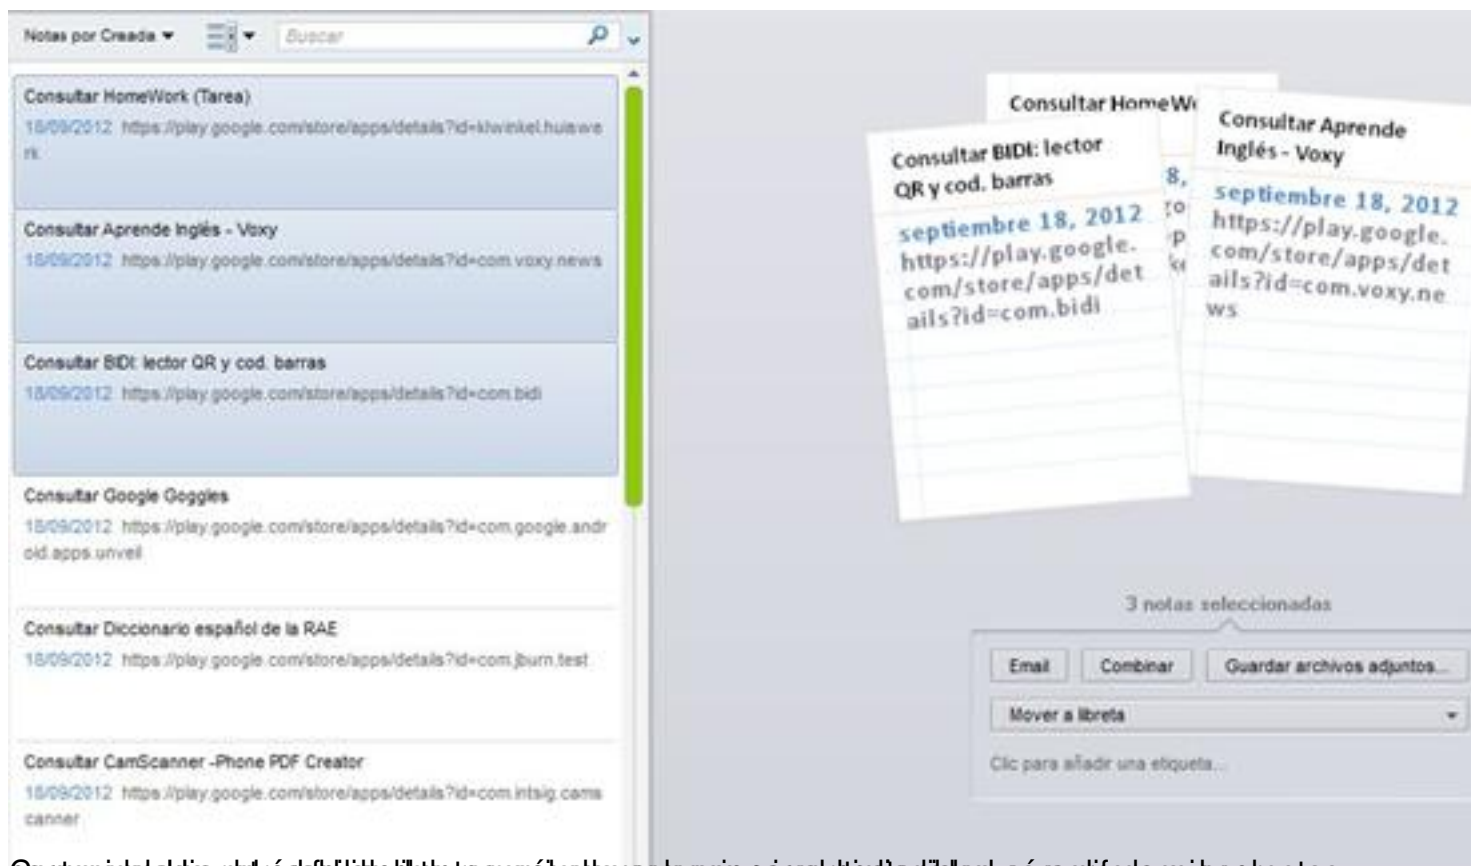 Notas por Creada
Buscar
Consultar HomeWork (Tarea)
18/09/2012 https://play.google.com/store/apps/details?id=klwinkel.huiswe
rk
Consultar Aprende Inglés - Voxy
18/09/2012 https://play.google.com/store/apps/details?id=com.voxy.news
Consultar BIDI: lector QR y cod. barras
18/09/2012 https://play.google.com/store/apps/details?id=com.bidi
Consultar Google Goggles
18/09/2012 https://play.google.com/store/apps/details?id=com.google.andr
oid.apps.unveil
Consultar Diccionario español de la RAE
18/09/2012 https://play.google.com/store/apps/details?id=com.jburn.test
Consultar CamScanner -Phone PDF Creator
18/09/2012 https://play.google.com/store/apps/details?id=com.intsig.cams
canner
Consultar HomeW
8,
Consultar BIDI: lector
QR y cod. barras
septiembre 18, 2012
https://play.google.
com/store/apps/det
ails?id=com.bidi
Consultar Aprende
Inglés - Voxy
septiembre 18, 2012
https://play.google.
com/store/apps/det
ails?id=com.voxy.ne
ws
3 notas seleccionadas
Email Combinar Guardar archivos adjuntos...
Mover a libreta
Clic para añadir una etiqueta...